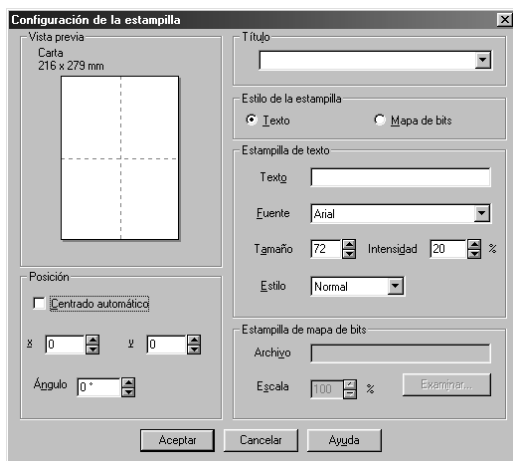 Configuración de la estampilla
Vista previa
Carta
216 x 279 mm
Posición
Centrado automático
x 0 y 0
Ángulo 0 °
Título
Estilo de la estampilla
Texto Mapa de bits
Estampilla de texto
Texto
Fuente Arial
Tamaño 72 Intensidad 20 %
Estilo Normal
Estampilla de mapa de bits
Archivo
Escala 100 % Examinar...
Aceptar Cancelar Ayuda